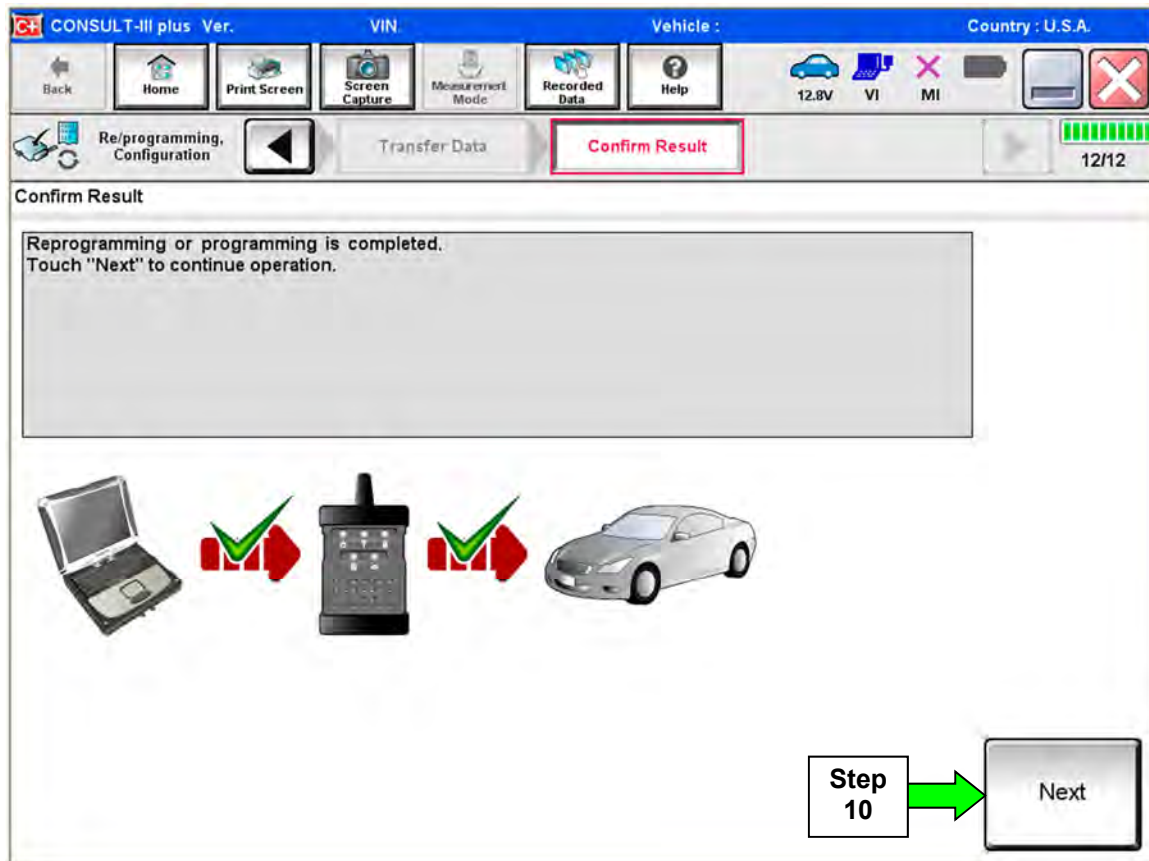 C+ CONSULT-III plus Ver. VIN Vehicle : Country : U.S.A.
Back
Home
Print Screen
Screen
Capture
Measurement
Mode
Recorded
Data
Help
12.8V
VI
MI
Re/programming,
Configuration
Transfer Data
Confirm Result
12/12
Confirm Result
Reprogramming or programming is completed.
Touch "Next" to continue operation.
Step
10
Next